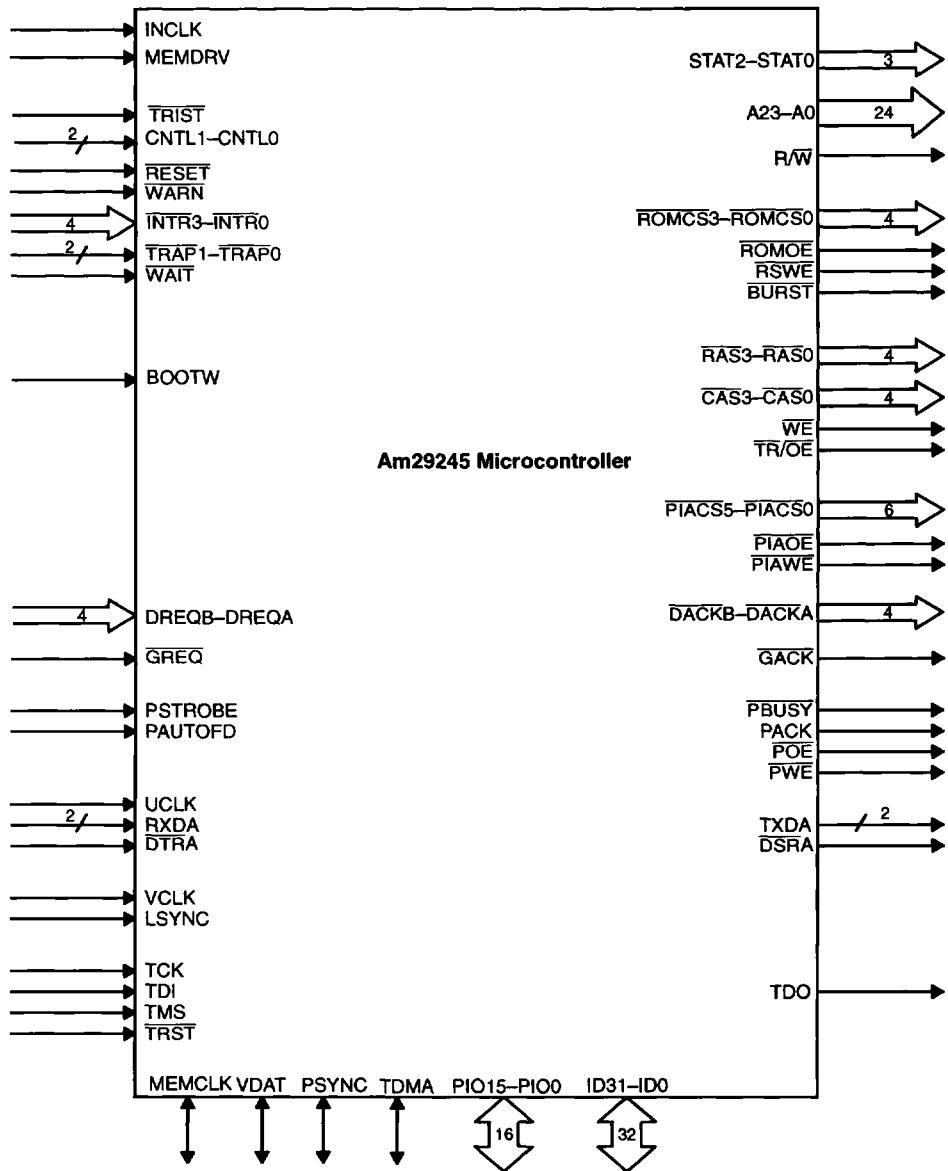 INCLK
MEMDRV
TRIST
2
CNTL1–CNTL0
RESET
WARN
4
INTR3–INTR0
2
TRAP1–TRAP0
WAIT
BOOTW
4
DREQB–DREQA
GREQ
PSTROBE
PAUTOFD
UCLK
2
RXDA
DTRA
VCLK
LSYNC
TCK
TDI
TMS
TRST
Am29245 Microcontroller
STAT2–STAT0
3
A23–A0
24
R/W
ROMCS3–ROMCS0
4
ROMOE
RSWE
BURST
RAS3–RAS0
4
CAS3–CAS0
4
WE
TR/OE
PIACS5–PIACS0
6
PIAOE
PIAWE
DACKB–DACKA
4
GACK
PBUSY
PACK
POE
PWE
TXDA
2
DSRA
TDO
MEMCLK VDAT PSYNC TDMA PIO15–PIO0 ID31–ID0
16 32